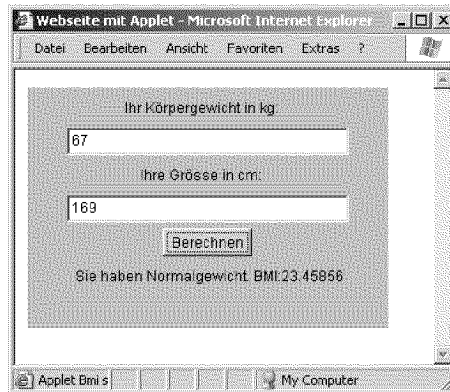 Webseite mit Applet - Microsoft Internet Explorer
Datei Bearbeiten Ansicht Favoriten Extras ?
Ihr Körpergewicht in kg:
67
Ihre Grösse in cm:
169
Berechnen
Sie haben Normalgewicht. BMI:23.45856
Applet Bmi s My Computer